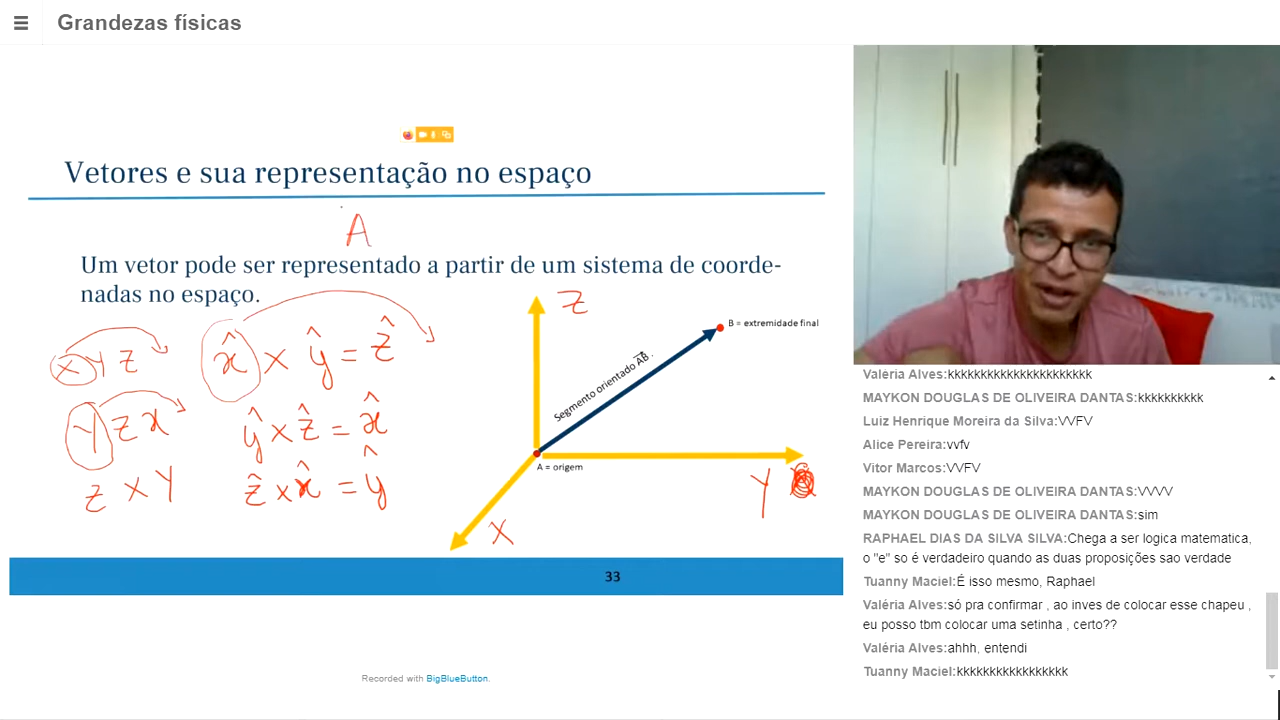 Grandezas físicas
Vetores e sua representação no espaço
A
Um vetor pode ser representado a partir de um sistema de coorde-
nadas no espaço.
X Y Z
x̂ × ŷ = ẑ
Y Z X
ŷ × ẑ = x̂
Z X Y
ẑ × x̂ = ŷ
Z
B = extremidade final
Segmento orientado AB⃗ .
A = origem
Y
X
33
Recorded with BigBlueButton.
Valéria Alves:kkkkkkkkkkkkkkkkkkkkkk
MAYKON DOUGLAS DE OLIVEIRA DANTAS:kkkkkkkkkk
Luiz Henrique Moreira da Silva:VVFV
Alice Pereira:vvfv
Vitor Marcos:VVFV
MAYKON DOUGLAS DE OLIVEIRA DANTAS:VVVV
MAYKON DOUGLAS DE OLIVEIRA DANTAS:sim
RAPHAEL DIAS DA SILVA SILVA:Chega a ser logica matematica,
o "e" so é verdadeiro quando as duas proposições sao verdade
Tuanny Maciel:É isso mesmo, Raphael
Valéria Alves:só pra confirmar , ao inves de colocar esse chapeu ,
eu posso tbm colocar uma setinha , certo??
Valéria Alves:ahhh, entendi
Tuanny Maciel:kkkkkkkkkkkkkkkkk